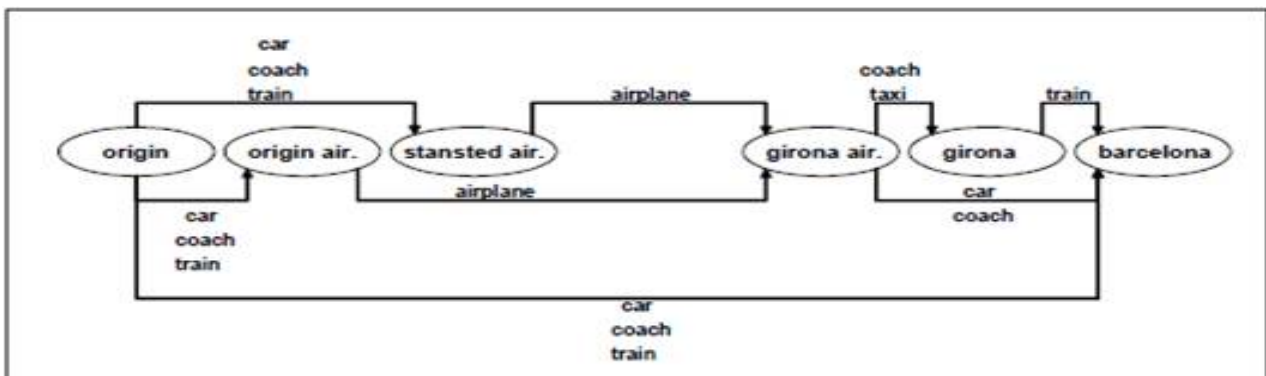 car
coach
train
airplane
coach
taxi
train
origin
origin air.
stansted air.
girona air.
girona
barcelona
airplane
car
coach
car
coach
train
car
coach
train